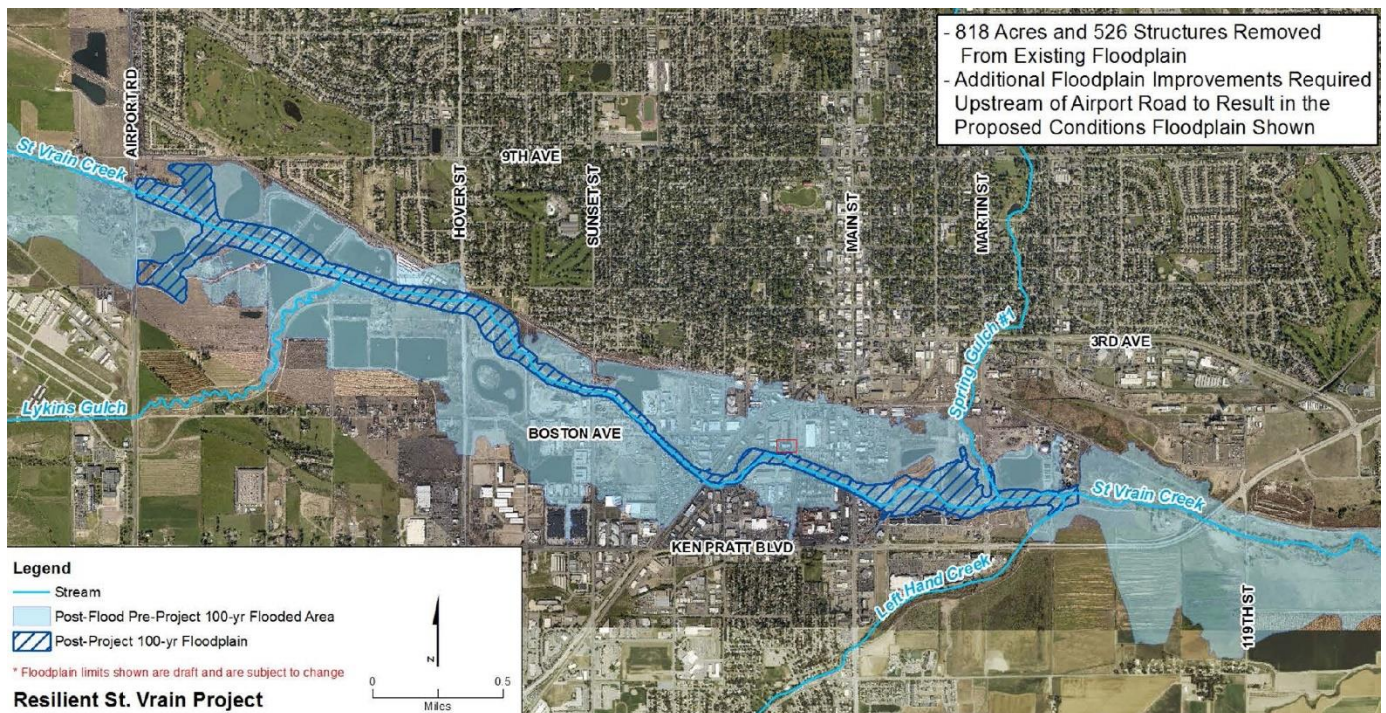 - 818 Acres and 526 Structures Removed
From Existing Floodplain
- Additional Floodplain Improvements Required
Upstream of Airport Road to Result in the
Proposed Conditions Floodplain Shown
AIRPORT RD
St Vrain Creek
9TH AVE
HOVER ST
SUNSET ST
MAIN ST
MARTIN ST
Spring Gulch #1
3RD AVE
Lykins Gulch
BOSTON AVE
St Vrain Creek
KEN PRATT BLVD
Left Hand Creek
119TH ST
Legend
Stream
Post-Flood Pre-Project 100-yr Flooded Area
Post-Project 100-yr Floodplain
* Floodplain limits shown are draft and are subject to change
Resilient St. Vrain Project
N
0 0.5
Miles